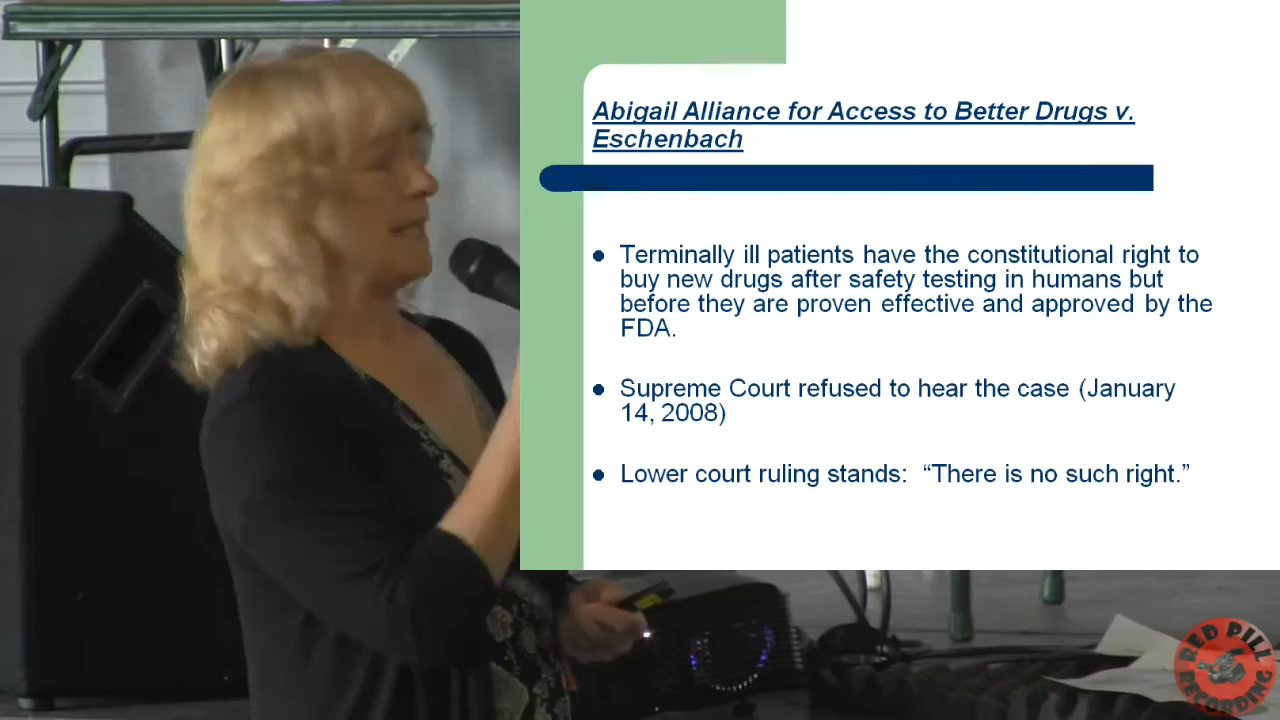 Abigail Alliance for Access to Better Drugs v.
Eschenbach
● Terminally ill patients have the constitutional right to
buy new drugs after safety testing in humans but
before they are proven effective and approved by the
FDA.
● Supreme Court refused to hear the case (January
14, 2008)
● Lower court ruling stands: “There is no such right.”
RED PILL
RECORDING